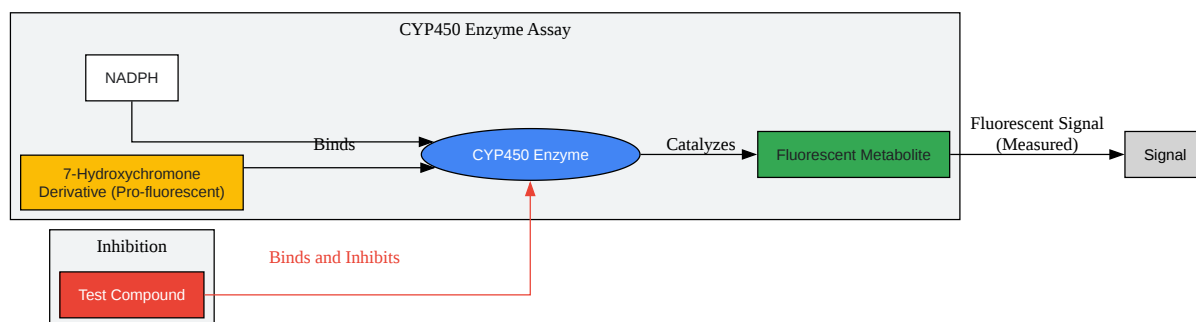 CYP450 Enzyme Assay
NADPH
Binds
7-Hydroxychromone
Derivative (Pro-fluorescent)
CYP450 Enzyme
Catalyzes
Fluorescent Metabolite
Fluorescent Signal
(Measured)
Signal
Inhibition
Test Compound
Binds and Inhibits